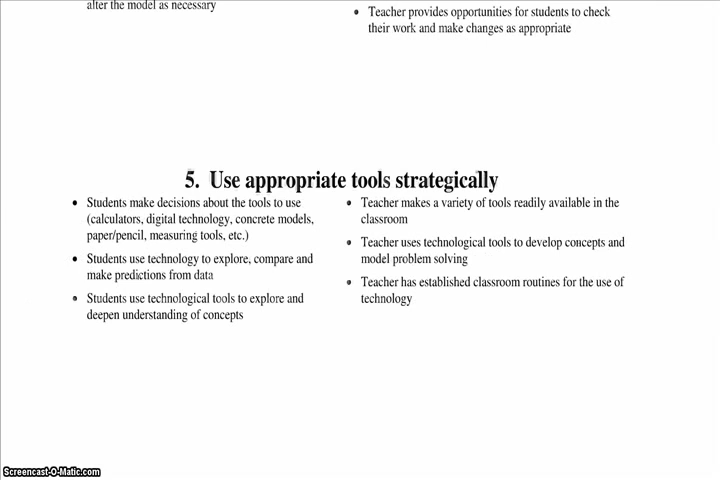 alter the model as necessary
• Teacher provides opportunities for students to check
their work and make changes as appropriate
5. Use appropriate tools strategically
• Students make decisions about the tools to use
(calculators, digital technology, concrete models,
paper/pencil, measuring tools, etc.)
• Students use technology to explore, compare and
make predictions from data
• Students use technological tools to explore and
deepen understanding of concepts
• Teacher makes a variety of tools readily available in the
classroom
• Teacher uses technological tools to develop concepts and
model problem solving
• Teacher has established classroom routines for the use of
technology
Screencast-O-Matic.com